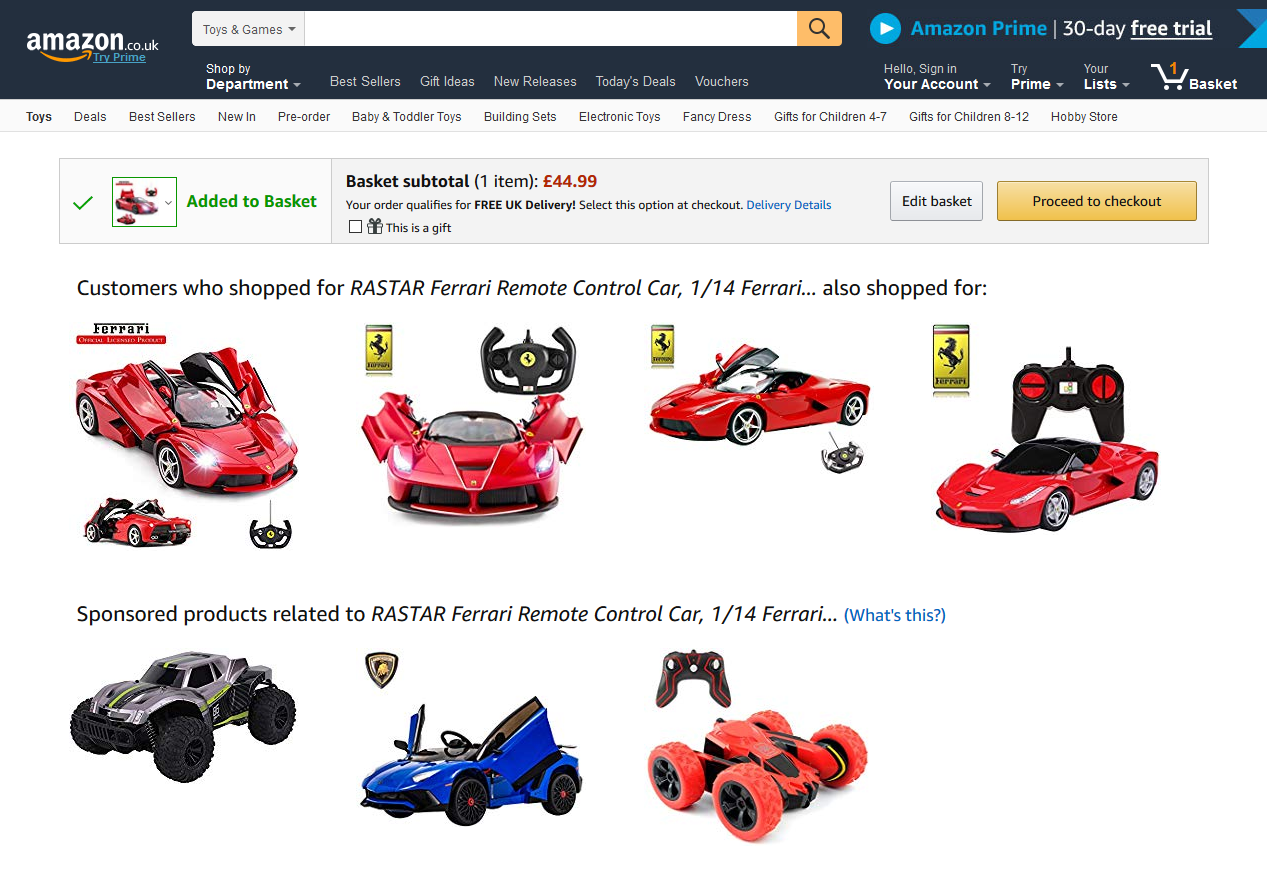 amazon.co.uk
Try Prime
Toys & Games
Amazon Prime | 30-day free trial
Shop by
Department
Best Sellers
Gift Ideas
New Releases
Today's Deals
Vouchers
Hello, Sign in
Your Account
Try
Prime
Your
Lists
1
Basket
Toys
Deals
Best Sellers
New In
Pre-order
Baby & Toddler Toys
Building Sets
Electronic Toys
Fancy Dress
Gifts for Children 4-7
Gifts for Children 8-12
Hobby Store
Added to Basket
Basket subtotal (1 item): £44.99
Your order qualifies for FREE UK Delivery! Select this option at checkout. Delivery Details
This is a gift
Edit basket
Proceed to checkout
Customers who shopped for RASTAR Ferrari Remote Control Car, 1/14 Ferrari... also shopped for:
Ferrari
OFFICIAL LICENSED PRODUCT
Ferrari
Ferrari
Ferrari
Sponsored products related to RASTAR Ferrari Remote Control Car, 1/14 Ferrari... (What's this?)